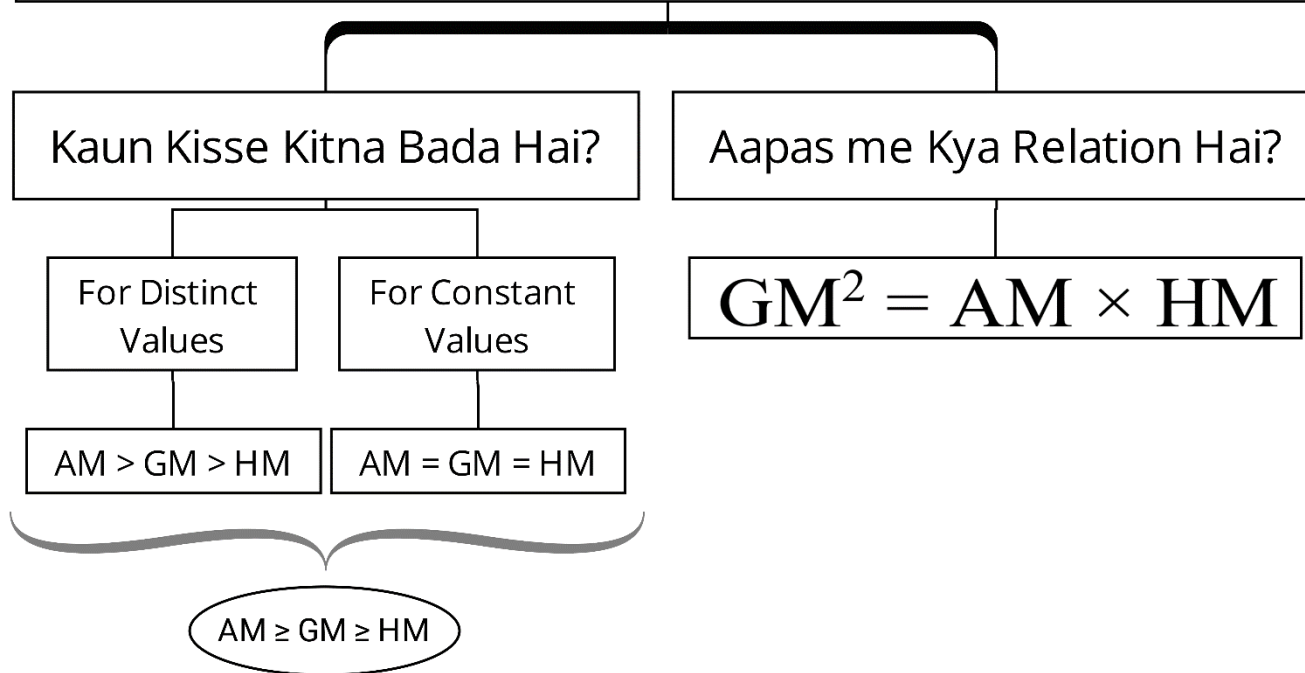 Kaun Kisse Kitna Bada Hai?
Aapas me Kya Relation Hai?
For Distinct
Values
For Constant
Values
GM² = AM × HM
AM > GM > HM
AM = GM = HM
AM ≥ GM ≥ HM